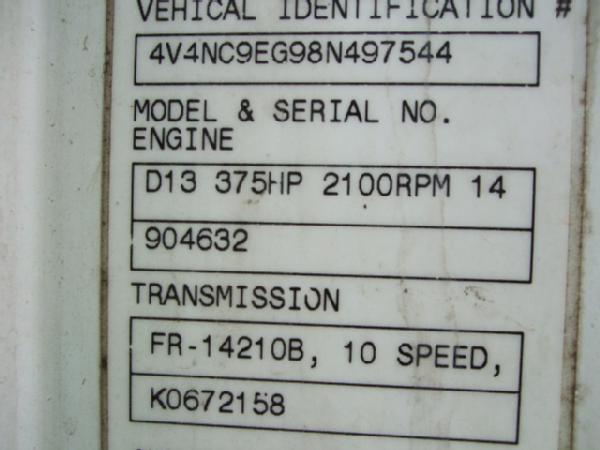 VEHICAL IDENTIFICATION #
4V4NC9EG98N497544
MODEL & SERIAL NO.
ENGINE
D13 375HP 2100RPM 14
904632
TRANSMISSION
FR-14210B, 10 SPEED,
K0672158